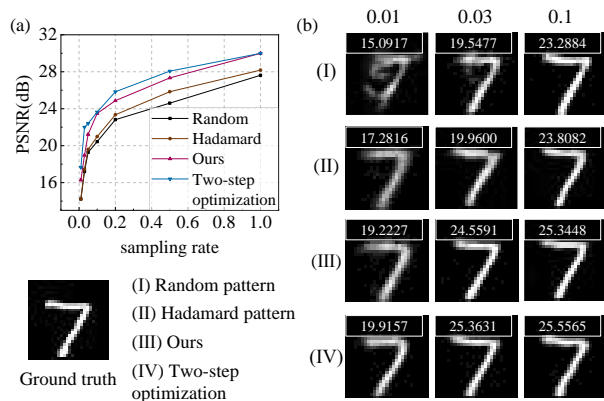 (a)
32
28
24
20
16
PSNR(dB)
Random
Hadamard
Ours
Two-step
optimization
0.0 0.2 0.4 0.6 0.8 1.0
sampling rate
Ground truth
(I) Random pattern
(II) Hadamard pattern
(III) Ours
(IV) Two-step
optimization
(b)
0.01 0.03 0.1
(I)
15.0917 19.5477 23.2884
(II)
17.2816 19.9600 23.8082
(III)
19.2227 24.5591 25.3448
(IV)
19.9157 25.3631 25.5565